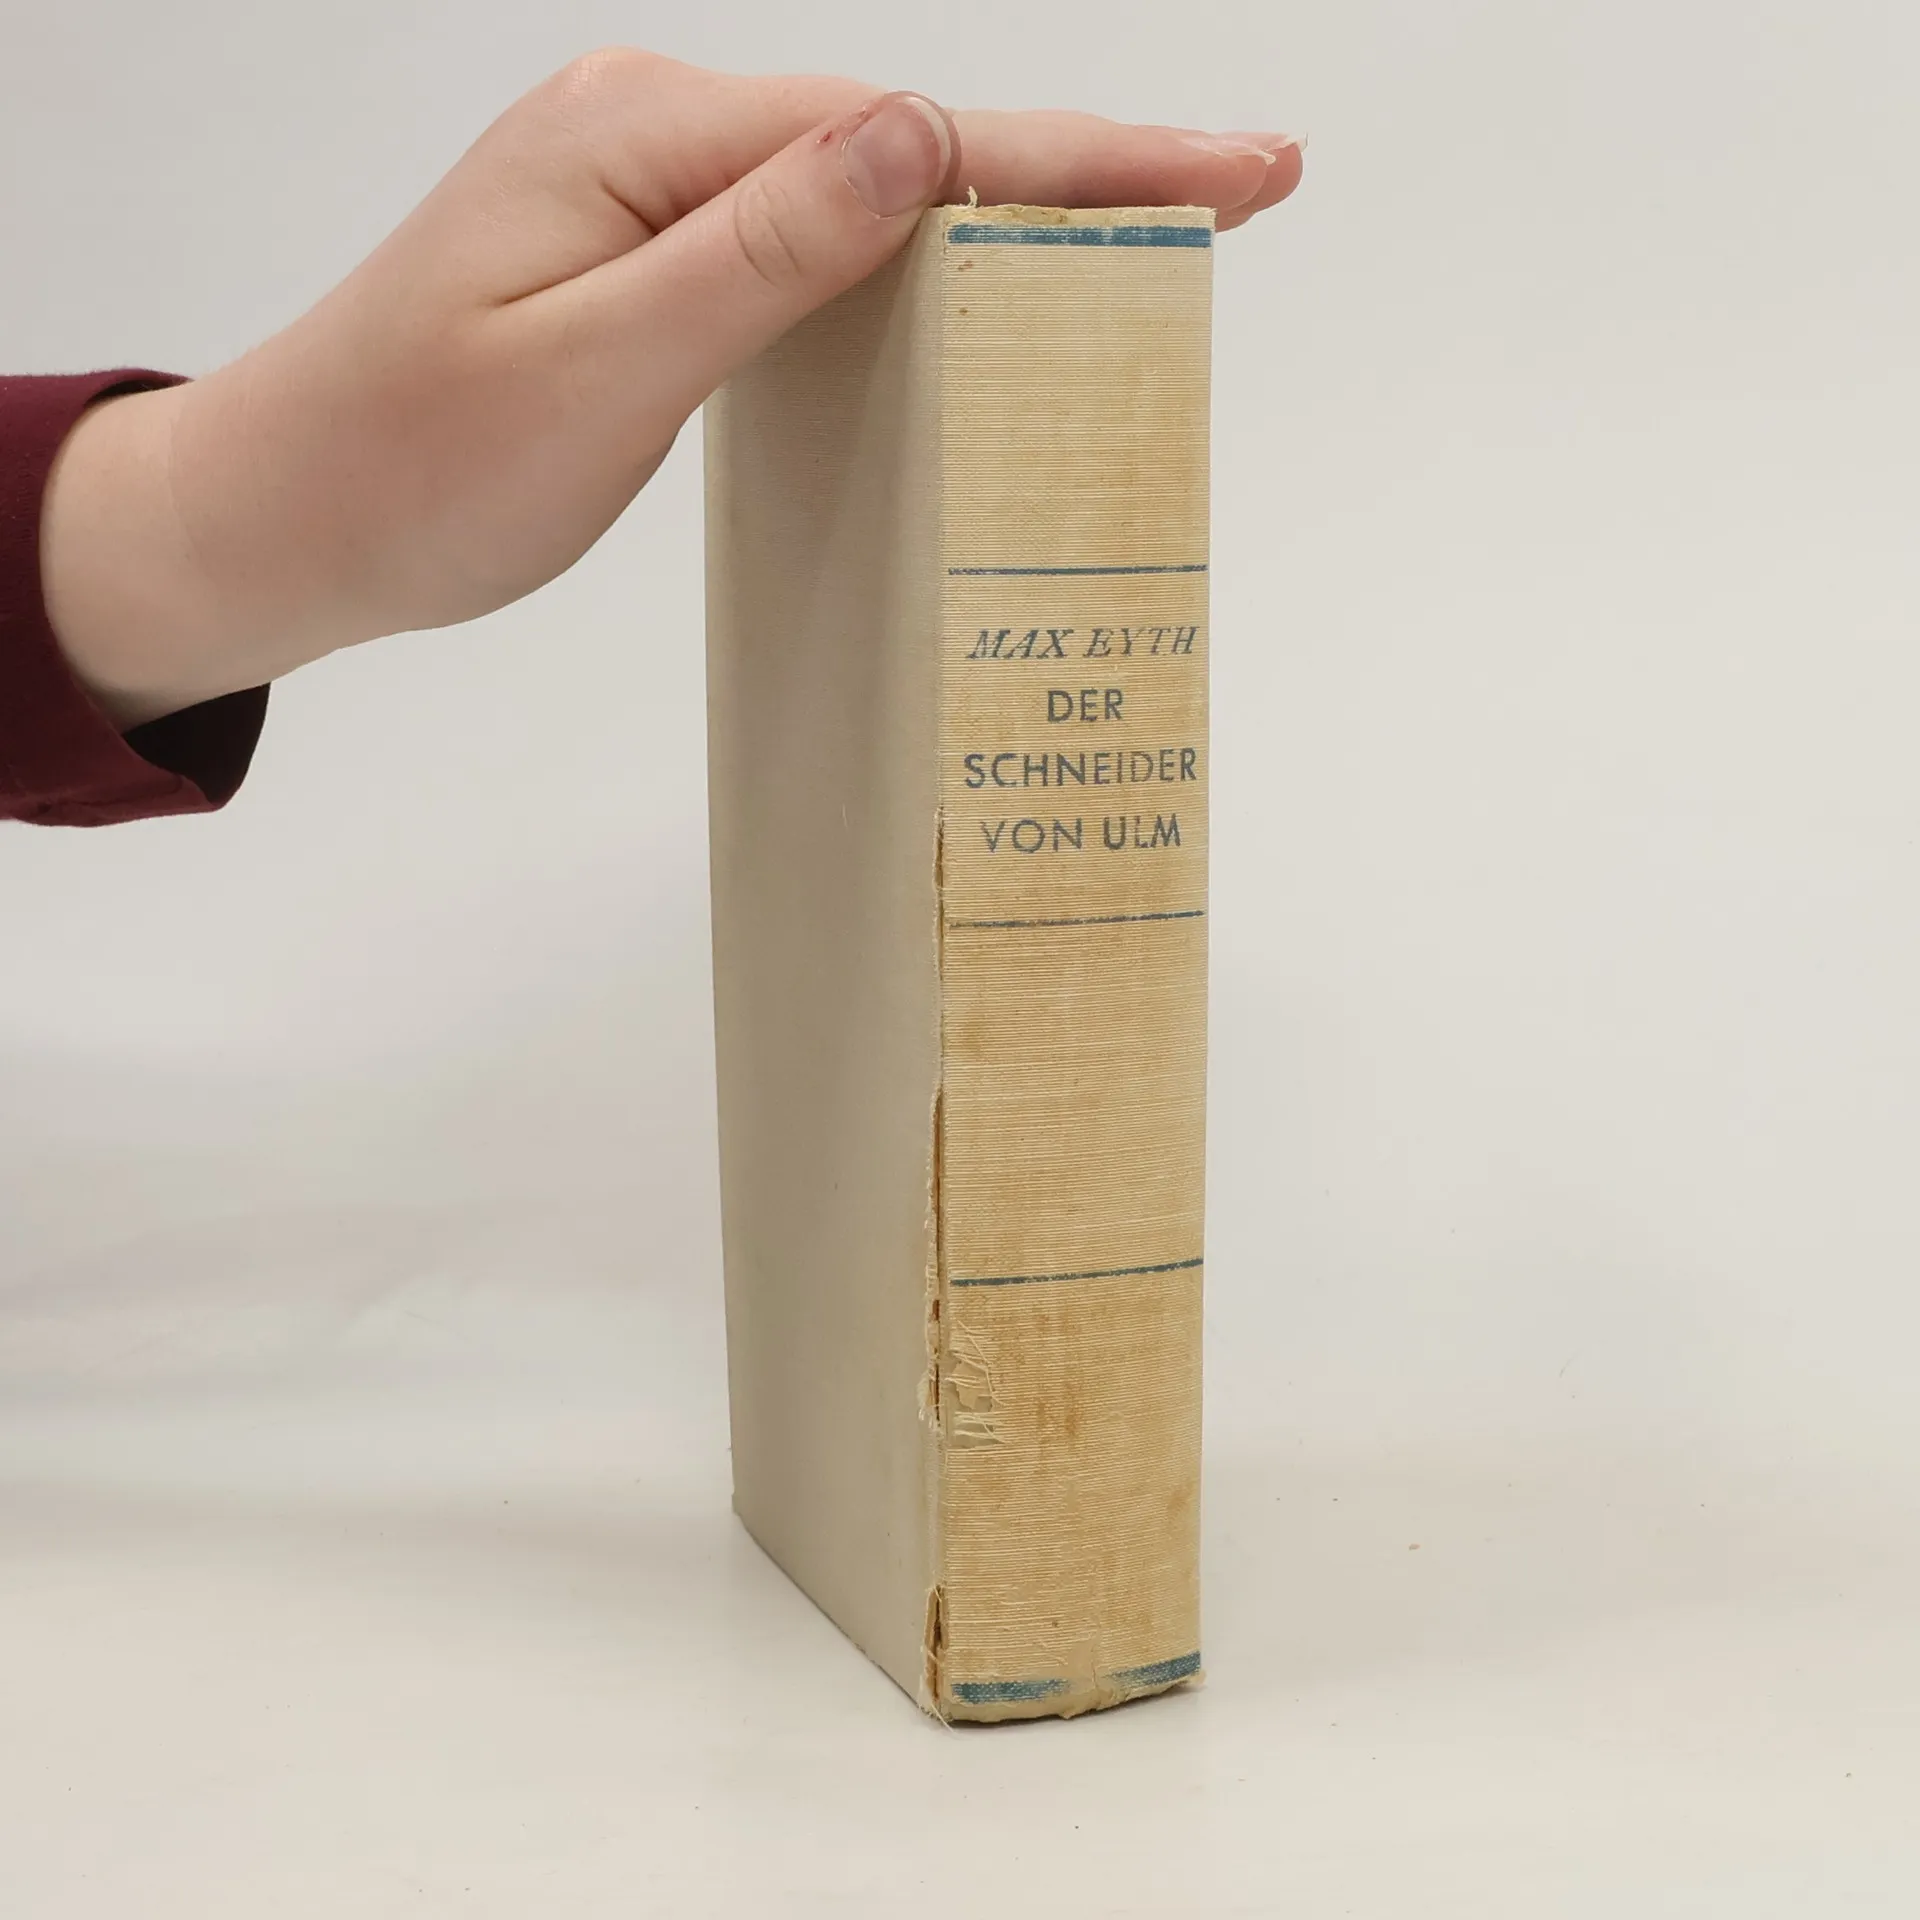 MAX EYTH
DER
SCHNEIDER
VON ULM